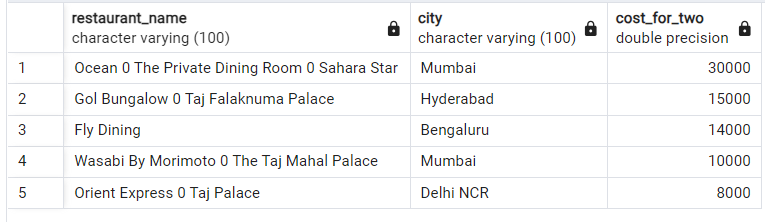 restaurant_name city cost_for_two
character varying (100) character varying (100) double precision
1 Ocean 0 The Private Dining Room 0 Sahara Star Mumbai 30000
2 Gol Bungalow 0 Taj Falaknuma Palace Hyderabad 15000
3 Fly Dining Bengaluru 14000
4 Wasabi By Morimoto 0 The Taj Mahal Palace Mumbai 10000
5 Orient Express 0 Taj Palace Delhi NCR 8000